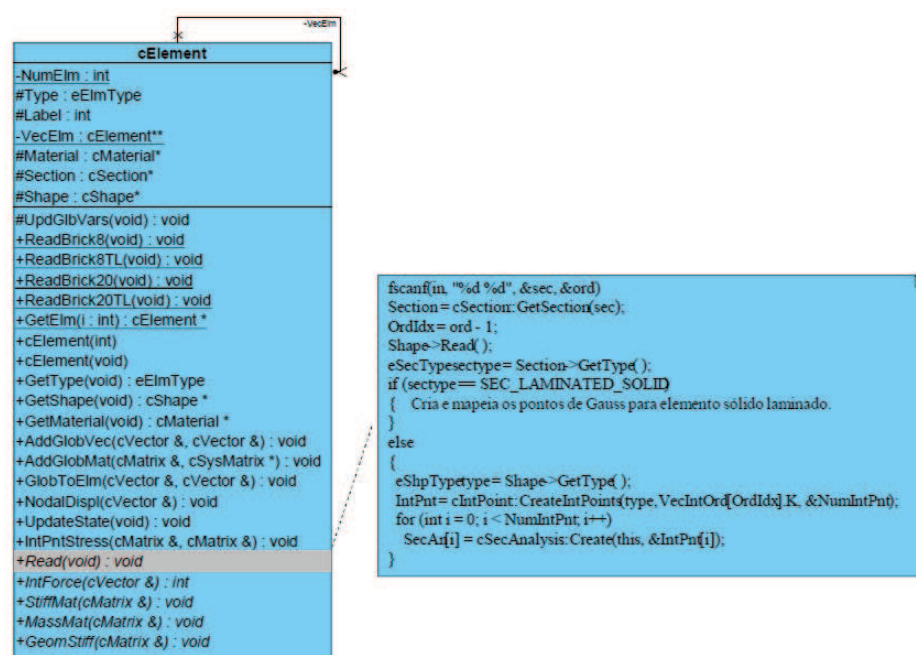 -VecElm
cElement
-NumElm : int
#Type : eElmType
#Label : int
-VecElm : cElement**
#Material : cMaterial*
#Section : cSection*
#Shape : cShape*
#UpdGlbVars(void) : void
+ReadBrick8(void) : void
+ReadBrick8TL(void) : void
+ReadBrick20(void) : void
+ReadBrick20TL(void) : void
+GetElm(i : int) : cElement *
+cElement(int)
+cElement(void)
+GetType(void) : eElmType
+GetShape(void) : cShape *
+GetMaterial(void) : cMaterial *
+AddGlobVec(cVector &, cVector &) : void
+AddGlobMat(cMatrix &, cSysMatrix *) : void
+GlobToElm(cVector &, cVector &) : void
+NodalDispl(cVector &) : void
+UpdateState(void) : void
+IntPntStress(cMatrix &, cMatrix &) : void
+Read(void) : void
+IntForce(cVector &) : int
+StiffMat(cMatrix &) : void
+MassMat(cMatrix &) : void
+GeomStiff(cMatrix &) : void
fscanf(in, "%d %d", &sec, &ord)
Section = cSection::GetSection(sec);
OrdIdx = ord - 1;
Shape->Read( );
eSecTypesectype = Section->GetType( );
if (sectype == SEC_LAMINATED_SOLID)
{ Cria e mapeia os pontos de Gauss para elemento sólido laminado.
}
else
{
eShpTypetype = Shape->GetType( );
IntPnt = cIntPoint::CreateIntPoints(type,VecIntOrd[OrdIdx].K, &NumIntPnt);
for (int i = 0; i < NumIntPnt; i++)
SecAn[i] = cSecAnalysis::Create(this, &IntPnt[i]);
}